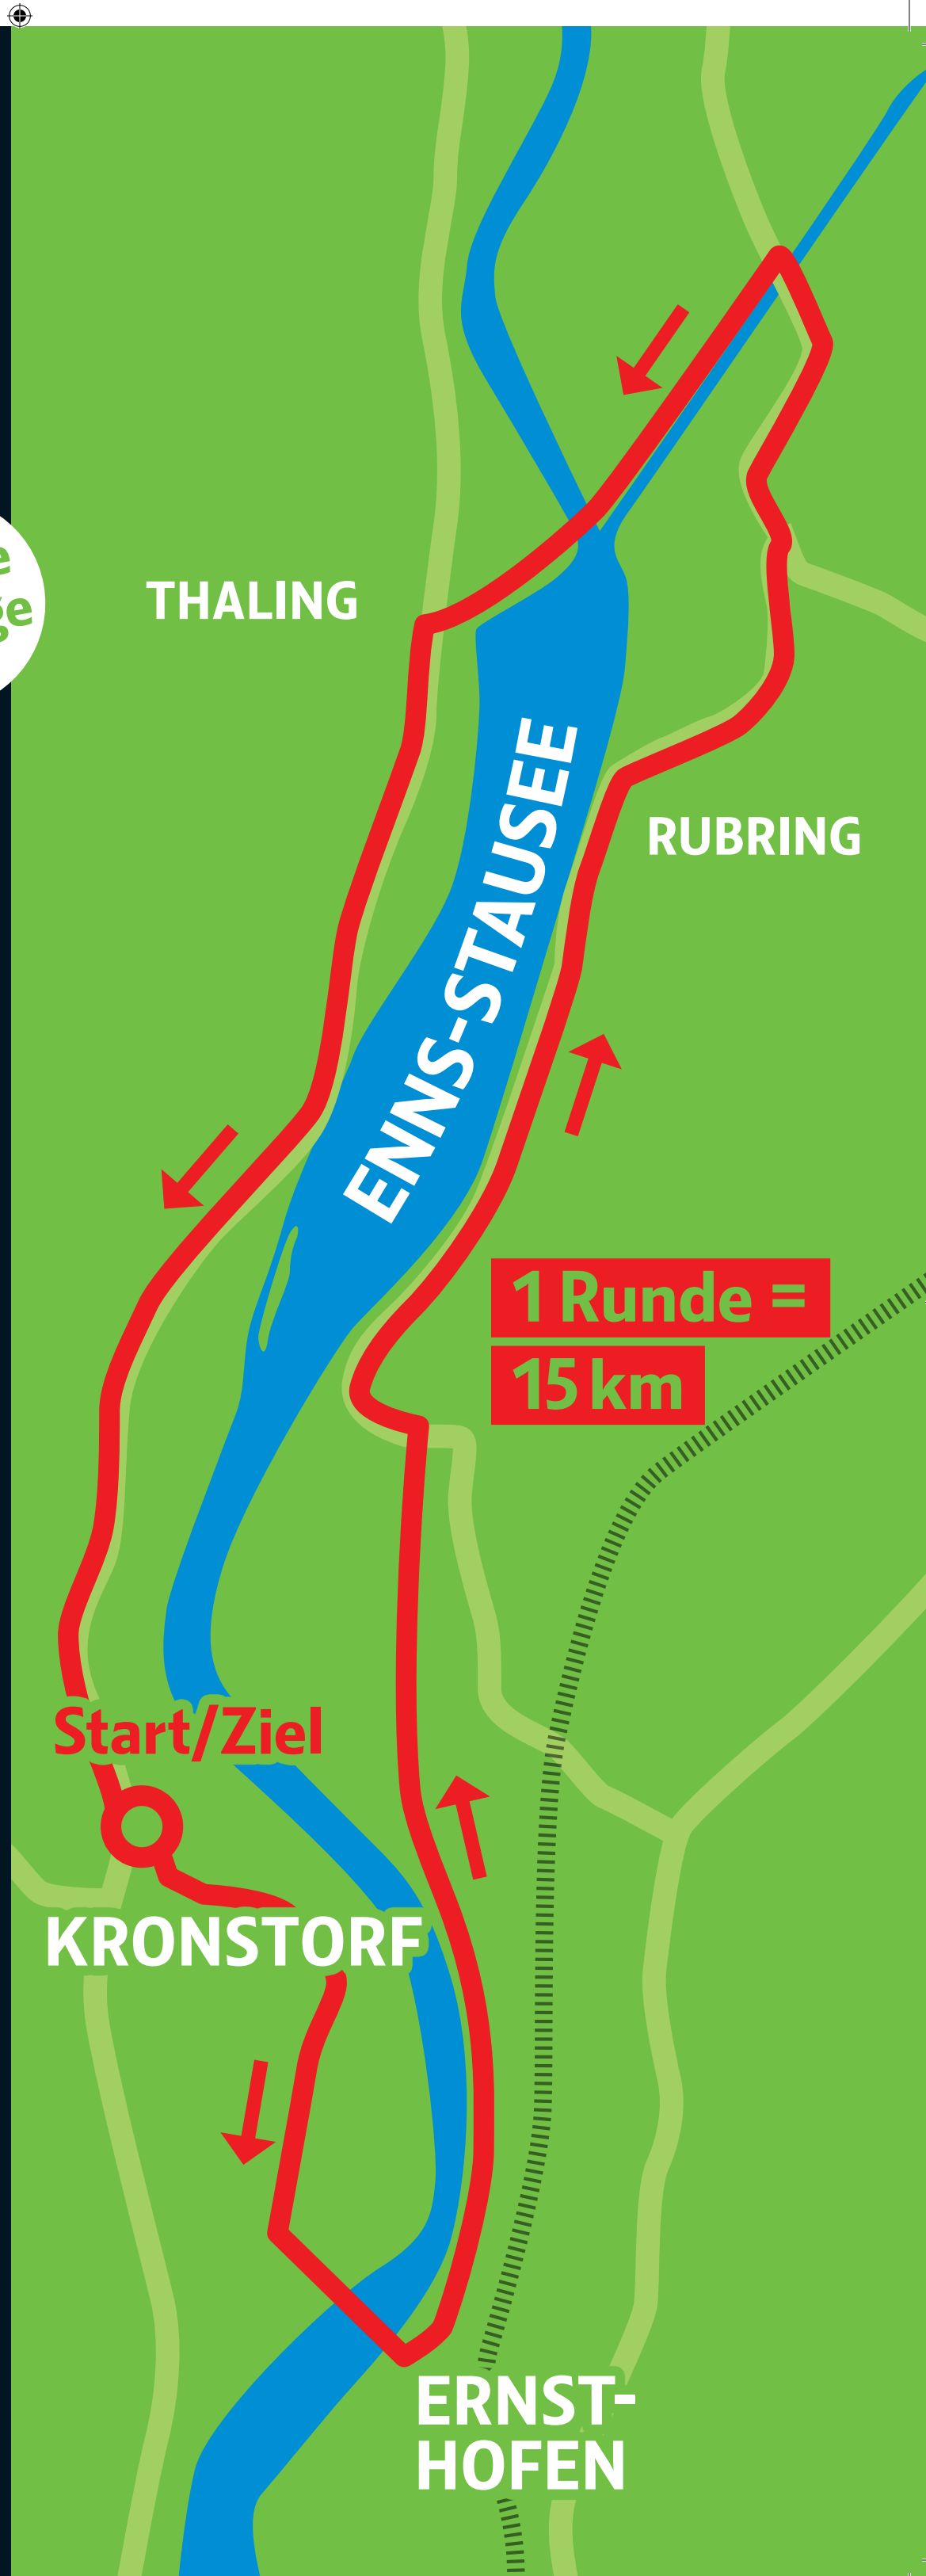 THALING
ENNS-STAUSEE
RUBRING
1 Runde =
15 km
Start/Ziel
KRONSTORF
ERNST-
HOFEN